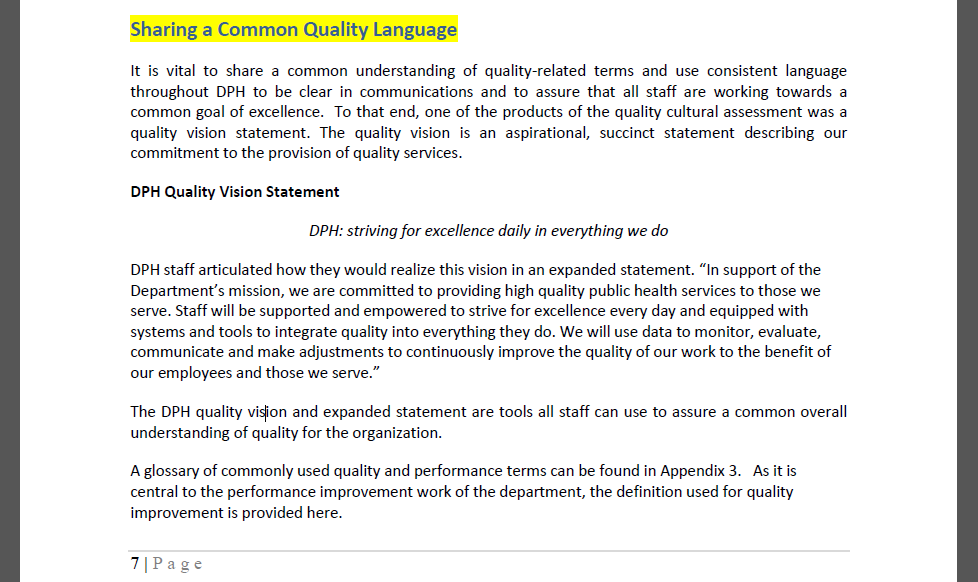 Sharing a Common Quality Language
It is vital to share a common understanding of quality-related terms and use consistent language
throughout DPH to be clear in communications and to assure that all staff are working towards a
common goal of excellence.  To that end, one of the products of the quality cultural assessment was a
quality vision statement. The quality vision is an aspirational, succinct statement describing our
commitment to the provision of quality services.
DPH Quality Vision Statement
DPH: striving for excellence daily in everything we do
DPH staff articulated how they would realize this vision in an expanded statement. “In support of the
Department’s mission, we are committed to providing high quality public health services to those we
serve. Staff will be supported and empowered to strive for excellence every day and equipped with
systems and tools to integrate quality into everything they do. We will use data to monitor, evaluate,
communicate and make adjustments to continuously improve the quality of our work to the benefit of
our employees and those we serve.”
The DPH quality vision and expanded statement are tools all staff can use to assure a common overall
understanding of quality for the organization.
A glossary of commonly used quality and performance terms can be found in Appendix 3.   As it is
central to the performance improvement work of the department, the definition used for quality
improvement is provided here.
7 | P a g e